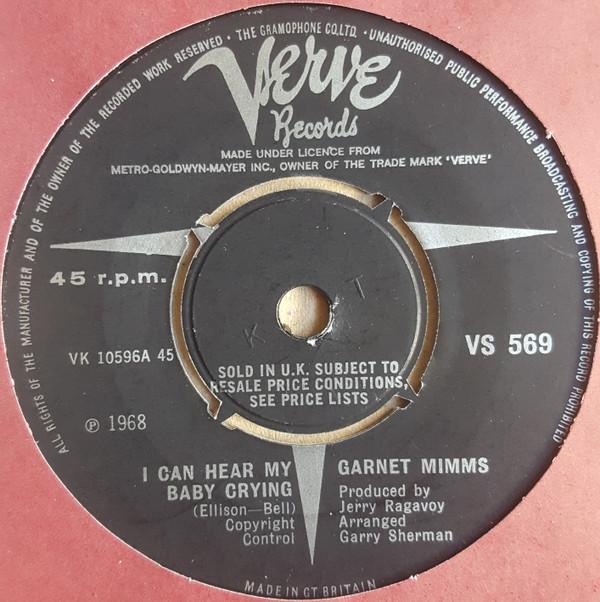 ALL RIGHTS OF THE MANUFACTURER AND OF THE OWNER OF THE RECORDED WORK RESERVED · THE GRAMOPHONE CO.LTD. · UNAUTHORISED PUBLIC PERFORMANCE BROADCASTING AND COPYING OF THIS RECORD PROHIBITED
Verve
Records
MADE UNDER LICENCE FROM
METRO-GOLDWYN-MAYER INC., OWNER OF THE TRADE MARK "VERVE"
45 r.p.m.
K T
VK 10596A 45
VS 569
SOLD IN U.K. SUBJECT TO
RESALE PRICE CONDITIONS,
SEE PRICE LISTS
℗ 1968
I CAN HEAR MY
BABY CRYING
(Ellison—Bell)
Copyright
Control
GARNET MIMMS
Produced by
Jerry Ragavoy
Arranged
Garry Sherman
MADE IN GT BRITAIN